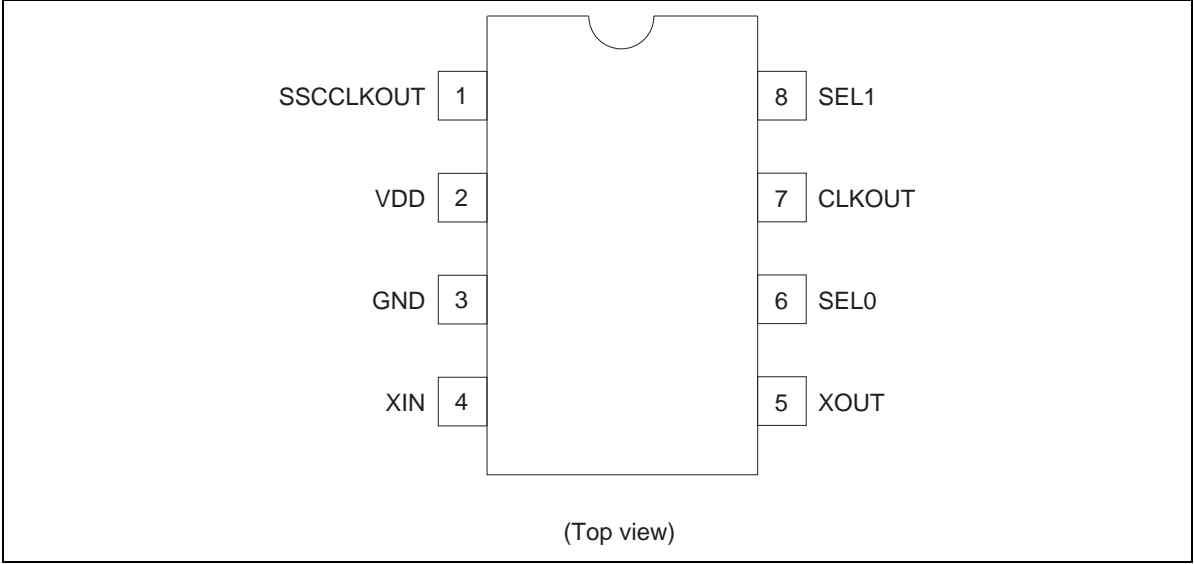 SSCCLKOUT 1 8 SEL1
VDD 2 7 CLKOUT
GND 3 6 SEL0
XIN 4 5 XOUT
(Top view)